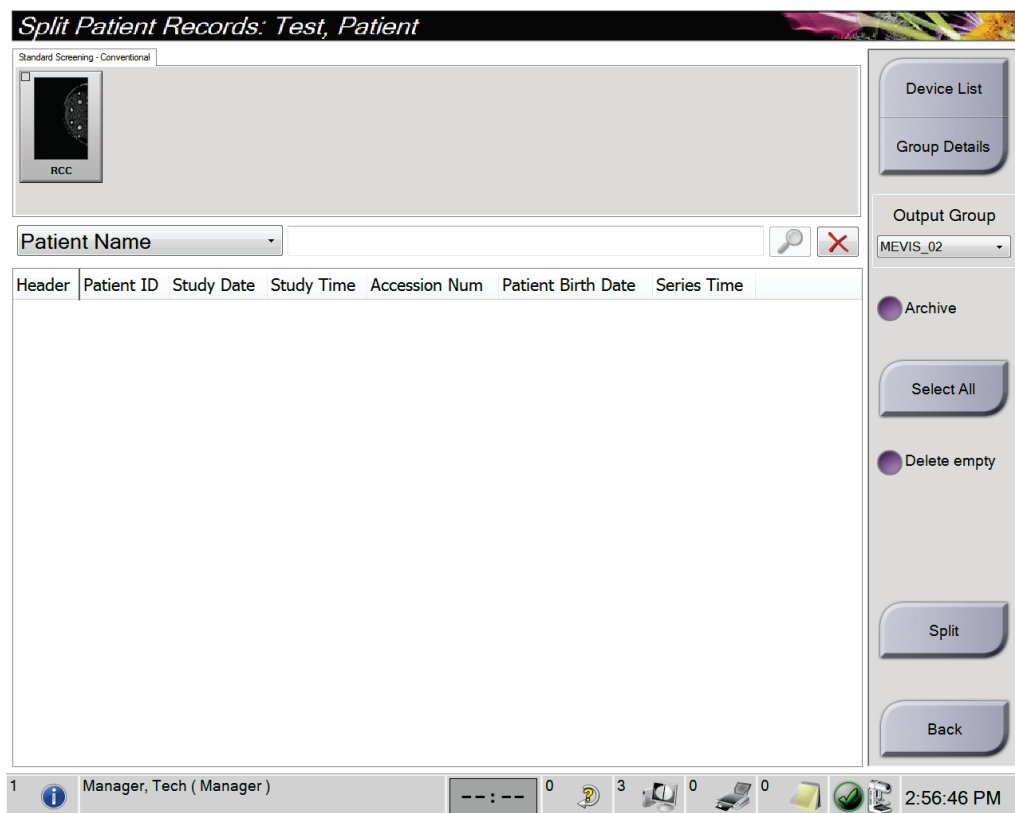 Split Patient Records: Test, Patient
Standard Screening - Conventional
RCC
Device List
Group Details
Output Group
MEVIS_02
Patient Name
Header Patient ID Study Date Study Time Accession Num Patient Birth Date Series Time
Archive
Select All
Delete empty
Split
Back
1 Manager, Tech ( Manager ) --:-- 0 3 0 0 2:56:46 PM